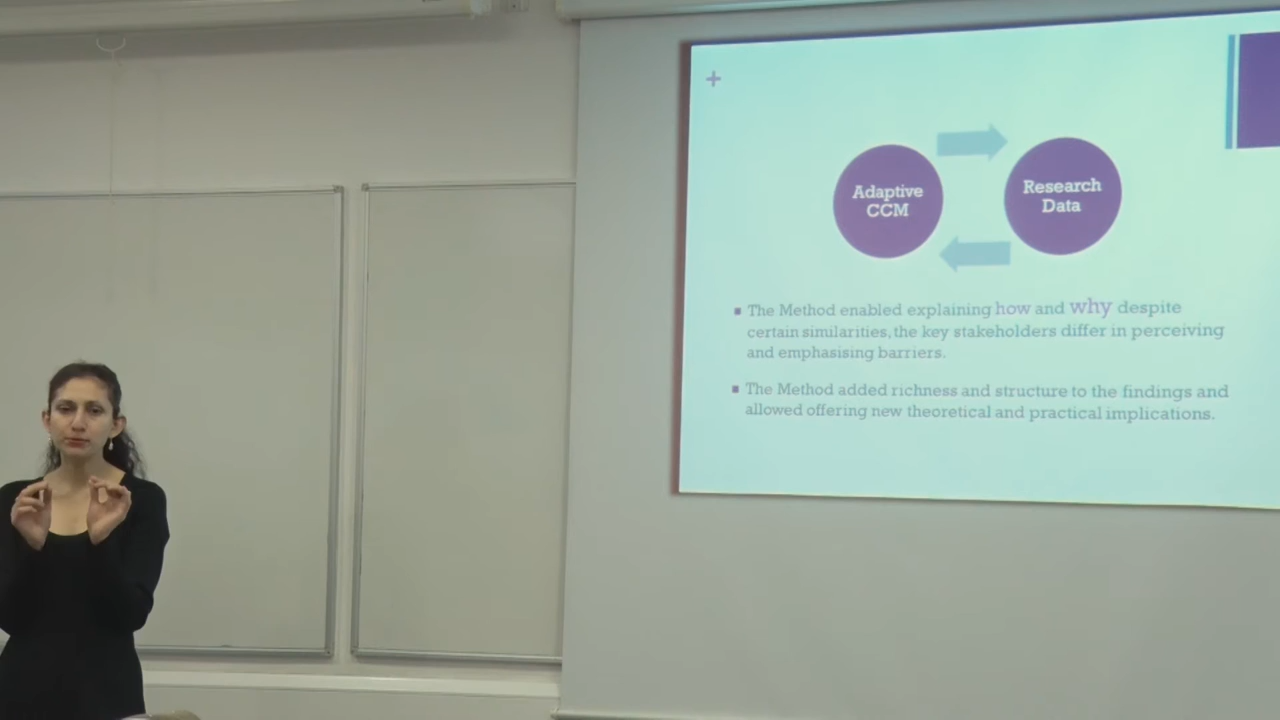 +
Adaptive
CCM
Research
Data
The Method enabled explaining how and why despite
certain similarities, the key stakeholders differ in perceiving
and emphasising barriers.
The Method added richness and structure to the findings and
allowed offering new theoretical and practical implications.